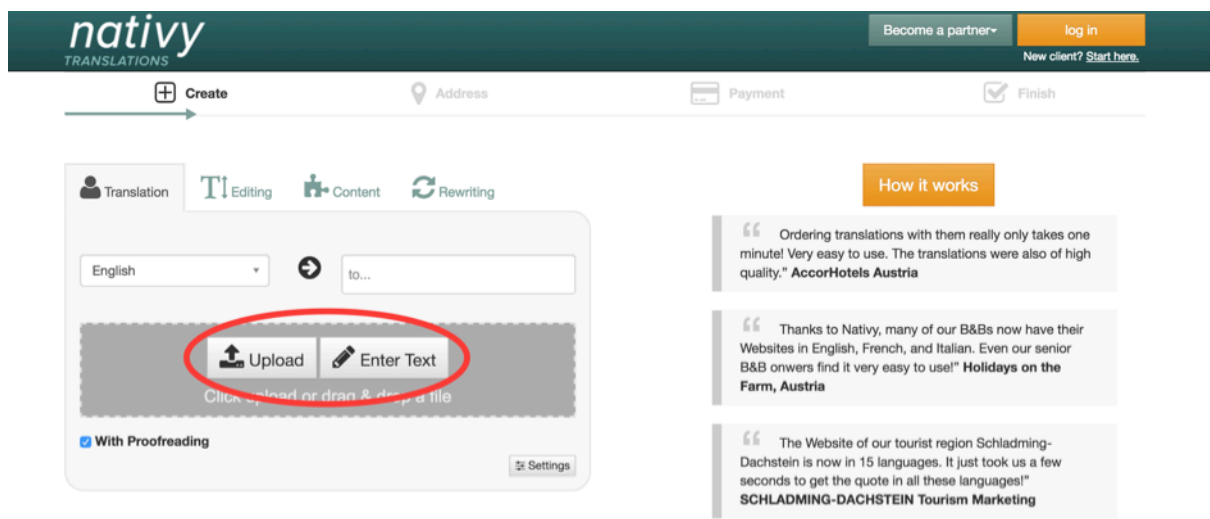 nativy
TRANSLATIONS
Become a partner
log in
New client? Start here.
Create
Address
Payment
Finish
Translation
Editing
Content
Rewriting
English
to...
Upload
Enter Text
Click upload or drag & drop a file
With Proofreading
Settings
How it works
“ Ordering translations with them really only takes one
minute! Very easy to use. The translations were also of high
quality.” AccorHotels Austria
“ Thanks to Nativy, many of our B&Bs now have their
Websites in English, French, and Italian. Even our senior
B&B onwers find it very easy to use!" Holidays on the
Farm, Austria
“ The Website of our tourist region Schladming-
Dachstein is now in 15 languages. It just took us a few
seconds to get the quote in all these languages!"
SCHLADMING-DACHSTEIN Tourism Marketing